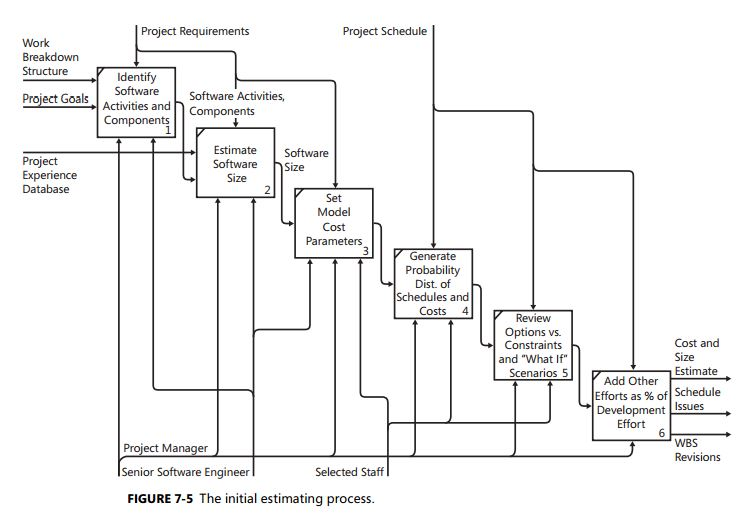 Project Requirements
Project Schedule
Work
Breakdown
Structure
Project Goals
Identify
Software
Activities and
Components
1
Software Activities,
Components
Project
Experience
Database
Estimate
Software
Size
2
Software
Size
Set
Model
Cost
Parameters
3
Generate
Probability
Dist. of
Schedules and
Costs 4
Review
Options vs.
Constraints
and "What If"
Scenarios 5
Add Other
Efforts as % of
Development
Effort
6
Cost and
Size
Estimate
Schedule
Issues
WBS
Revisions
Project Manager
Senior Software Engineer
Selected Staff
FIGURE 7-5 The initial estimating process.